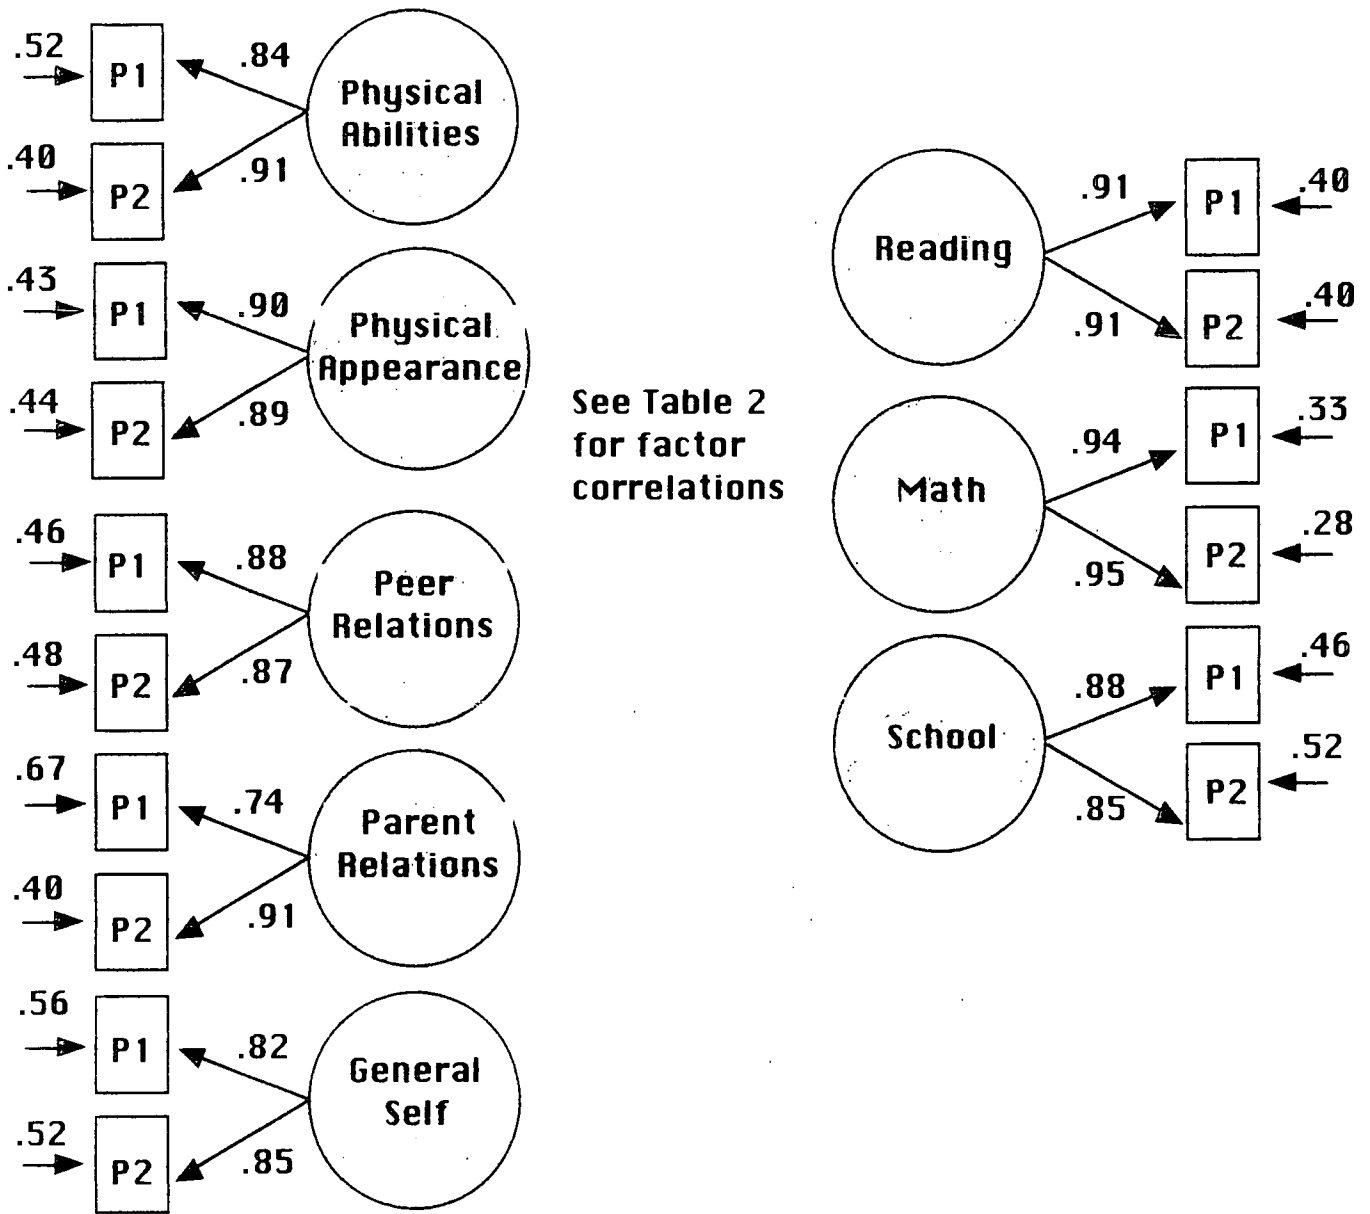 .52
P1
.84
Physical
Abilities
.40
P2
.91
.43
P1
.90
Physical
Appearance
.44
P2
.89
.46
P1
.88
Peer
Relations
.48
P2
.87
.67
P1
.74
Parent
Relations
.40
P2
.91
.56
P1
.82
General
Self
.52
P2
.85
See Table 2
for factor
correlations
Reading
.91
P1
.40
.91
P2
.40
Math
.94
P1
.33
.95
P2
.28
School
.88
P1
.46
.85
P2
.52